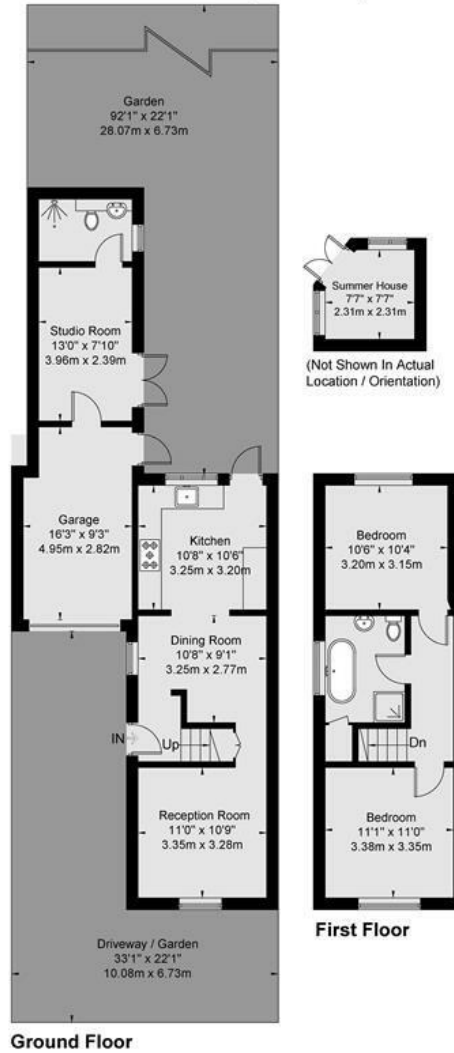 Garden
92'1" x 22'1"
28.07m x 6.73m
Studio Room
13'0" x 7'10"
3.96m x 2.39m
Summer House
7'7" x 7'7"
2.31m x 2.31m
(Not Shown In Actual
Location / Orientation)
Garage
16'3" x 9'3"
4.95m x 2.82m
Kitchen
10'8" x 10'6"
3.25m x 3.20m
Bedroom
10'6" x 10'4"
3.20m x 3.15m
Dining Room
10'8" x 9'1"
3.25m x 2.77m
IN
Up
Dn
Reception Room
11'0" x 10'9"
3.35m x 3.28m
Bedroom
11'1" x 11'0"
3.38m x 3.35m
First Floor
Driveway / Garden
33'1" x 22'1"
10.08m x 6.73m
Ground Floor